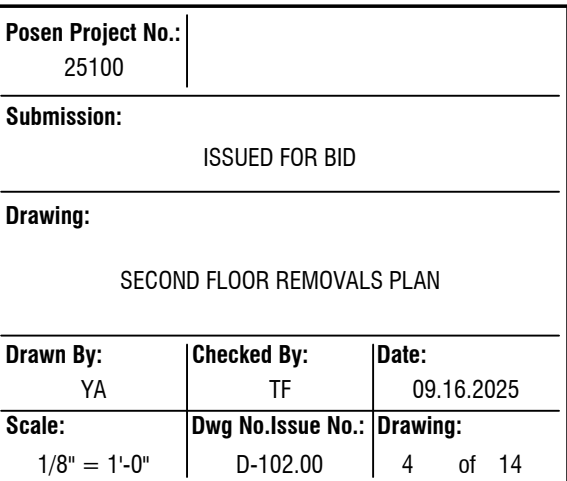 Posen Project No.:
25100
Submission:
ISSUED FOR BID
Drawing:
SECOND FLOOR REMOVALS PLAN
Drawn By: Checked By: Date:
YA TF 09.16.2025
Scale: Dwg No.Issue No.: Drawing:
1/8" = 1'-0" D-102.00 4 of 14